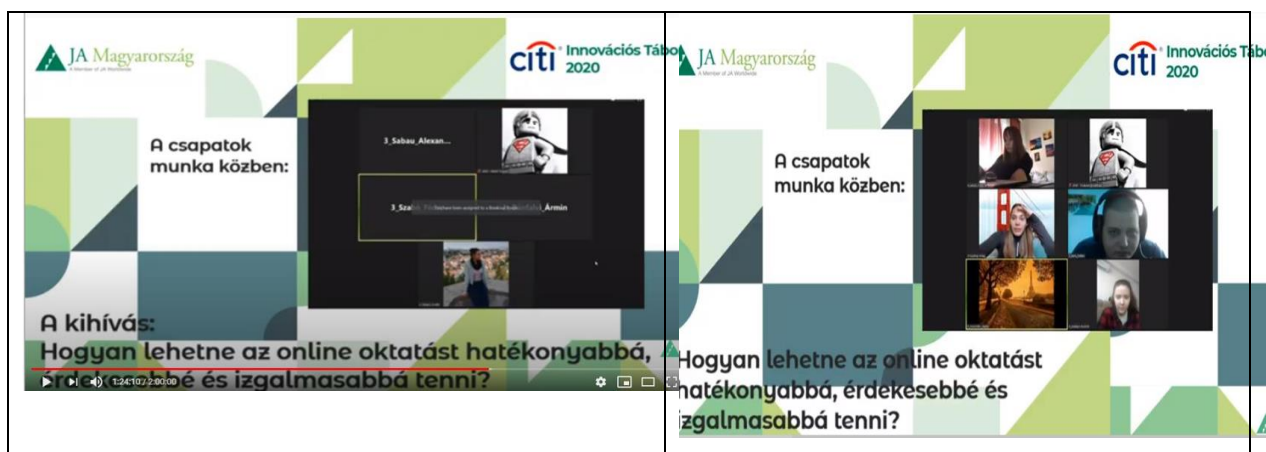 JA Magyarország
A Member of JA Worldwide
citi
Innovációs Tábo
2020
A csapatok
munka közben:
3_Sabau_Alexan...
3_Sza
_Ármin
A kihívás:
Hogyan lehetne az online oktatást hatékonyabbá,
érdekesebbé és izgalmasabbá tenni?
1:24:10 / 2:00:00
JA Magyarország
A Member of JA Worldwide
citi
Innovációs Tábo
2020
A csapatok
munka közben:
Hogyan lehetne az online oktatást
hatékonyabbá, érdekesebbé és
izgalmasabbá tenni?